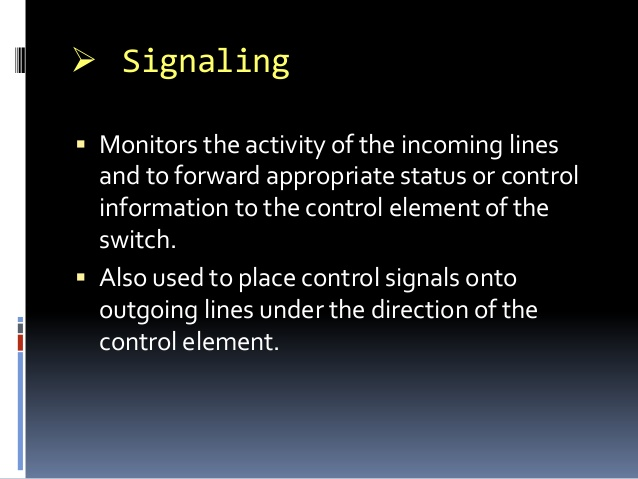 ➢ Signaling
▪ Monitors the activity of the incoming lines
and to forward appropriate status or control
information to the control element of the
switch.
▪ Also used to place control signals onto
outgoing lines under the direction of the
control element.